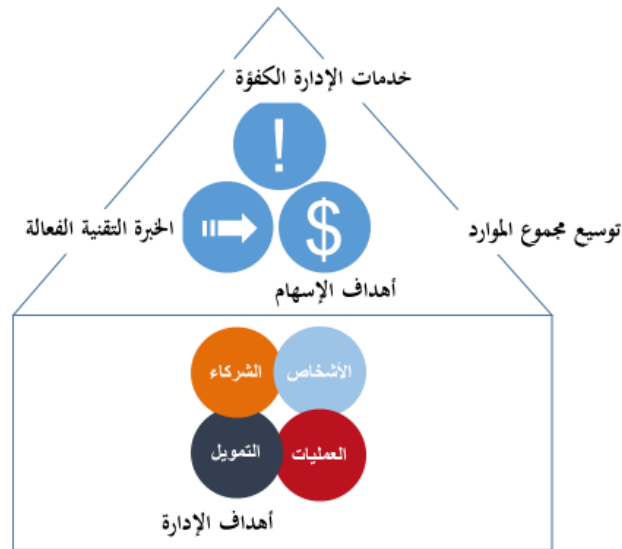 خدمات الإدارة الكفؤة
!
توسيع مجموع الموارد
الخبرة التقنية الفعالة
$
أهداف الإسهام
الأشخاص
الشركاء
العمليات
التمويل
أهداف الإدارة